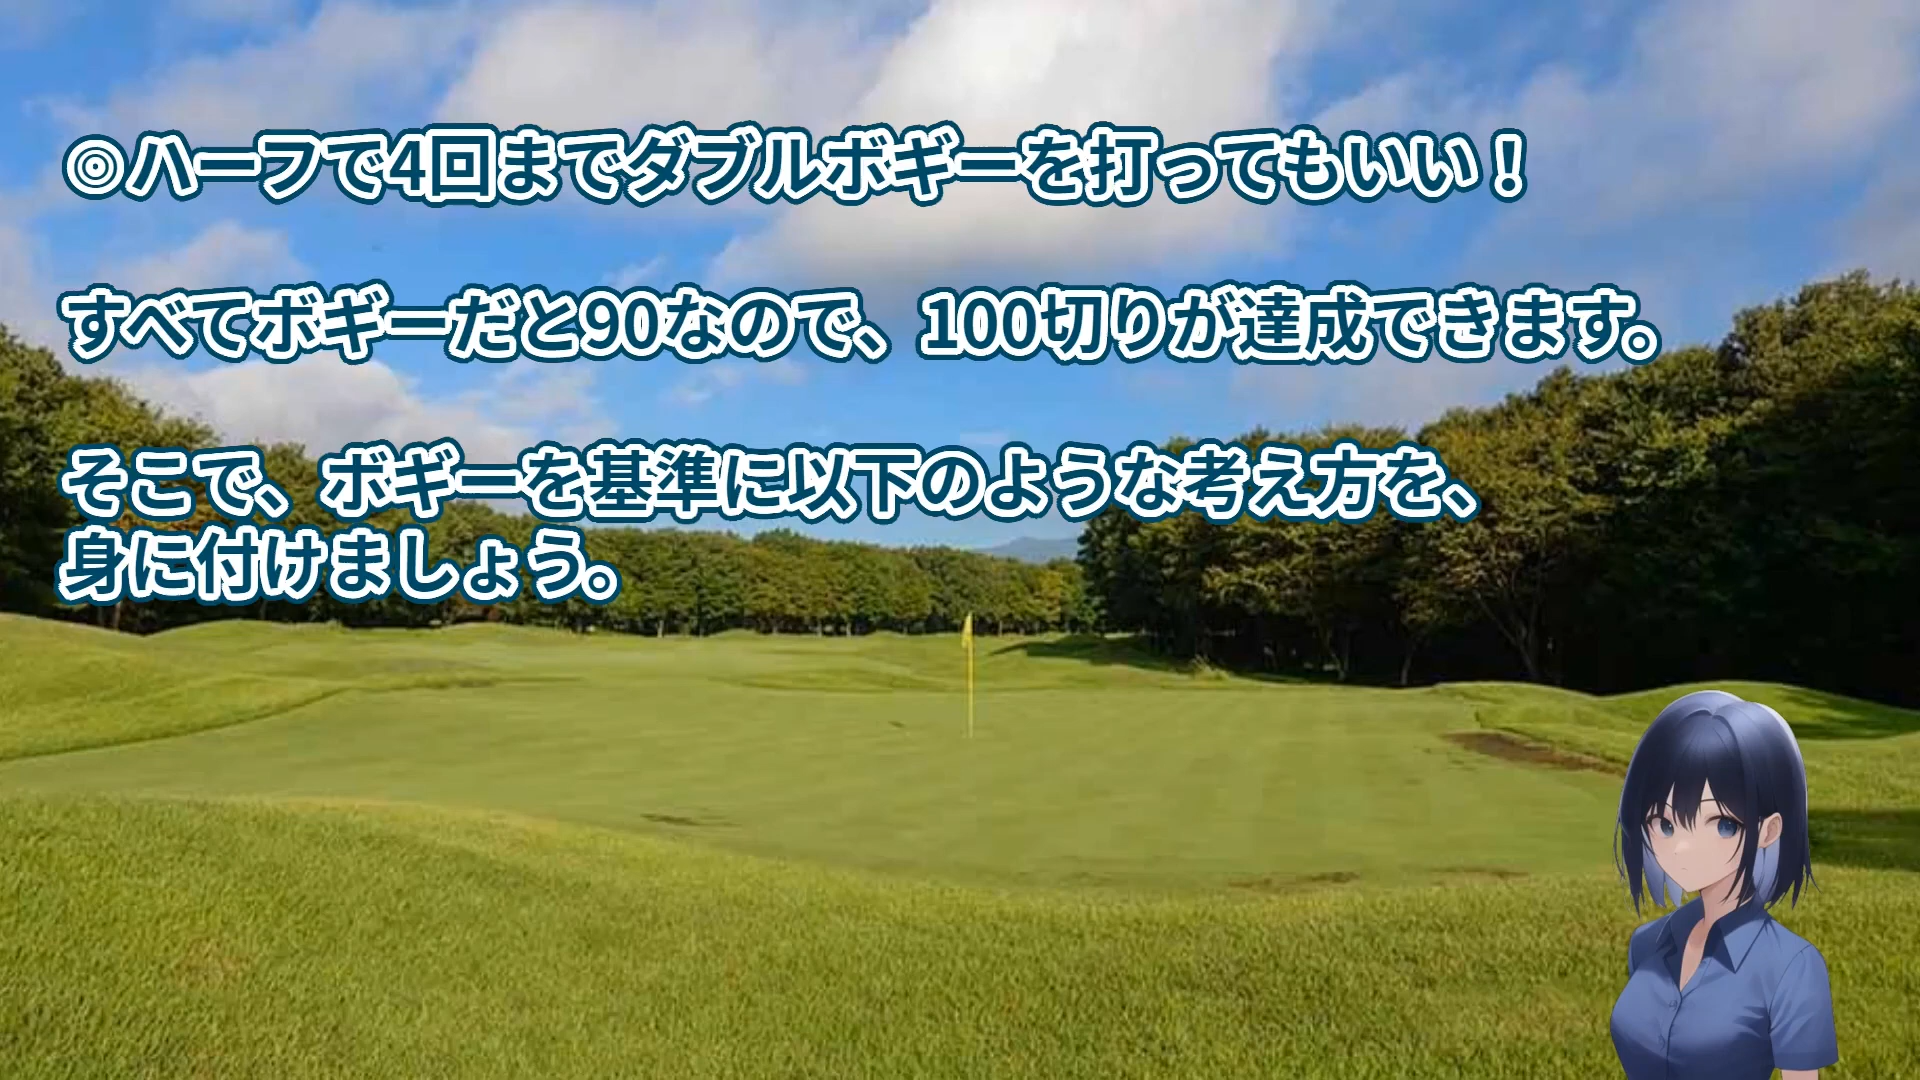 ◎ハーフで4回までダブルボギーを打ってもいい！
すべてボギーだと90なので、100切りが達成できます。
そこで、ボギーを基準に以下のような考え方を、
身に付けましょう。